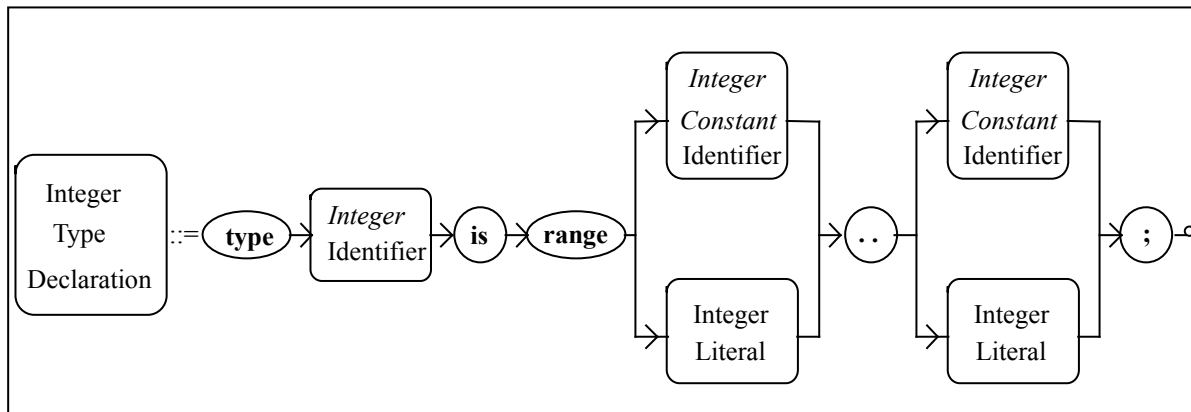 Integer
Type
Declaration
::=
type
Integer
Identifier
is
range
Integer
Constant
Identifier
Integer
Literal
. .
Integer
Constant
Identifier
Integer
Literal
;